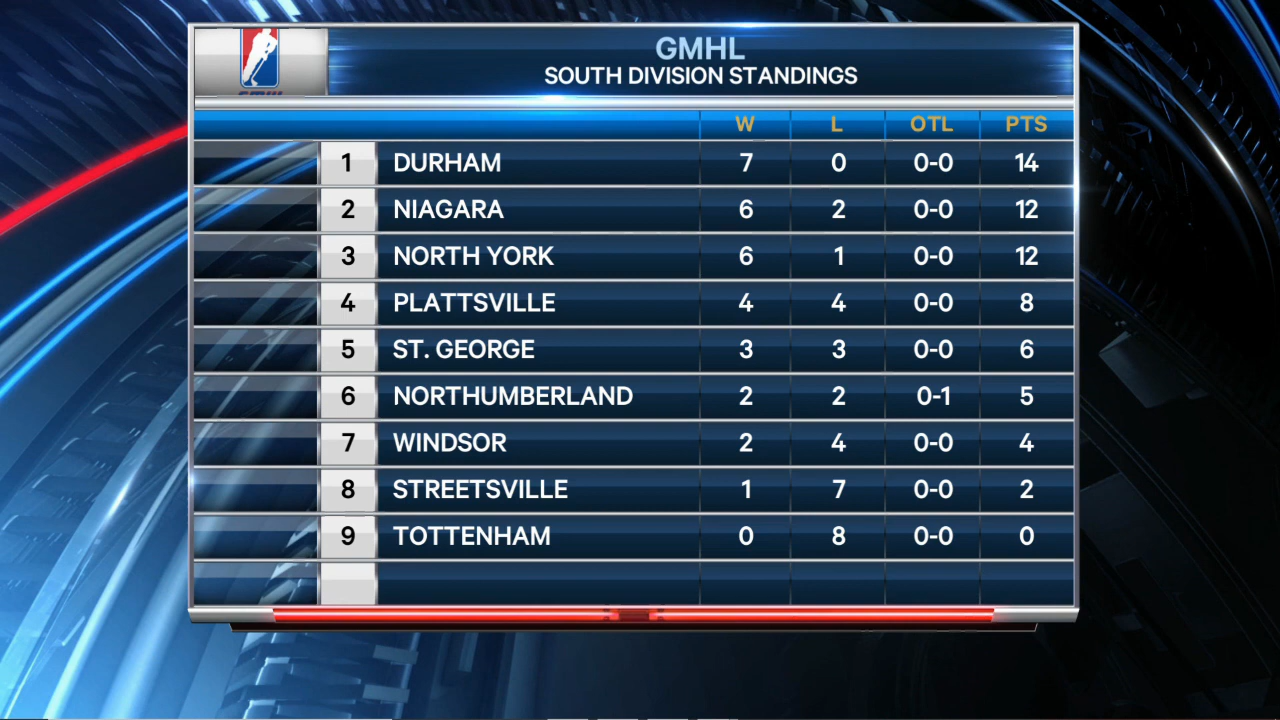 GMHL
SOUTH DIVISION STANDINGS
W L OTL PTS
1 DURHAM 7 0 0-0 14
2 NIAGARA 6 2 0-0 12
3 NORTH YORK 6 1 0-0 12
4 PLATTSVILLE 4 4 0-0 8
5 ST. GEORGE 3 3 0-0 6
6 NORTHUMBERLAND 2 2 0-1 5
7 WINDSOR 2 4 0-0 4
8 STREETSVILLE 1 7 0-0 2
9 TOTTENHAM 0 8 0-0 0